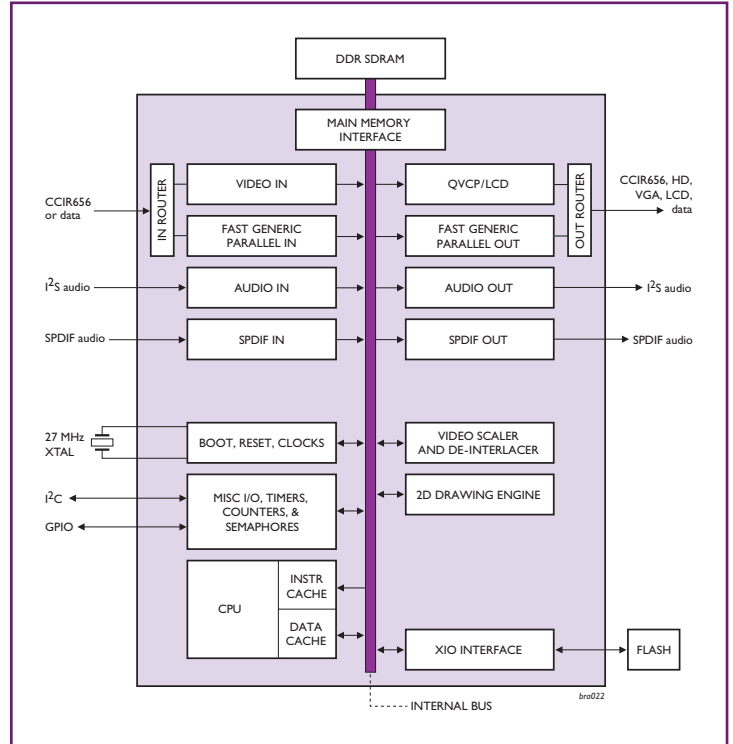 DDR SDRAM
MAIN MEMORY
INTERFACE
CCIR656
or data
IN ROUTER
VIDEO IN
QVCP/LCD
OUT ROUTER
CCIR656, HD,
VGA, LCD,
data
FAST GENERIC
PARALLEL IN
FAST GENERIC
PARALLEL OUT
I2S audio
AUDIO IN
AUDIO OUT
I2S audio
SPDIF audio
SPDIF IN
SPDIF OUT
SPDIF audio
27 MHz
XTAL
BOOT, RESET, CLOCKS
VIDEO SCALER
AND DE-INTERLACER
I2C
GPIO
MISC I/O, TIMERS,
COUNTERS, &
SEMAPHORES
2D DRAWING ENGINE
CPU
INSTR
CACHE
DATA
CACHE
XIO INTERFACE
FLASH
bra022
INTERNAL BUS